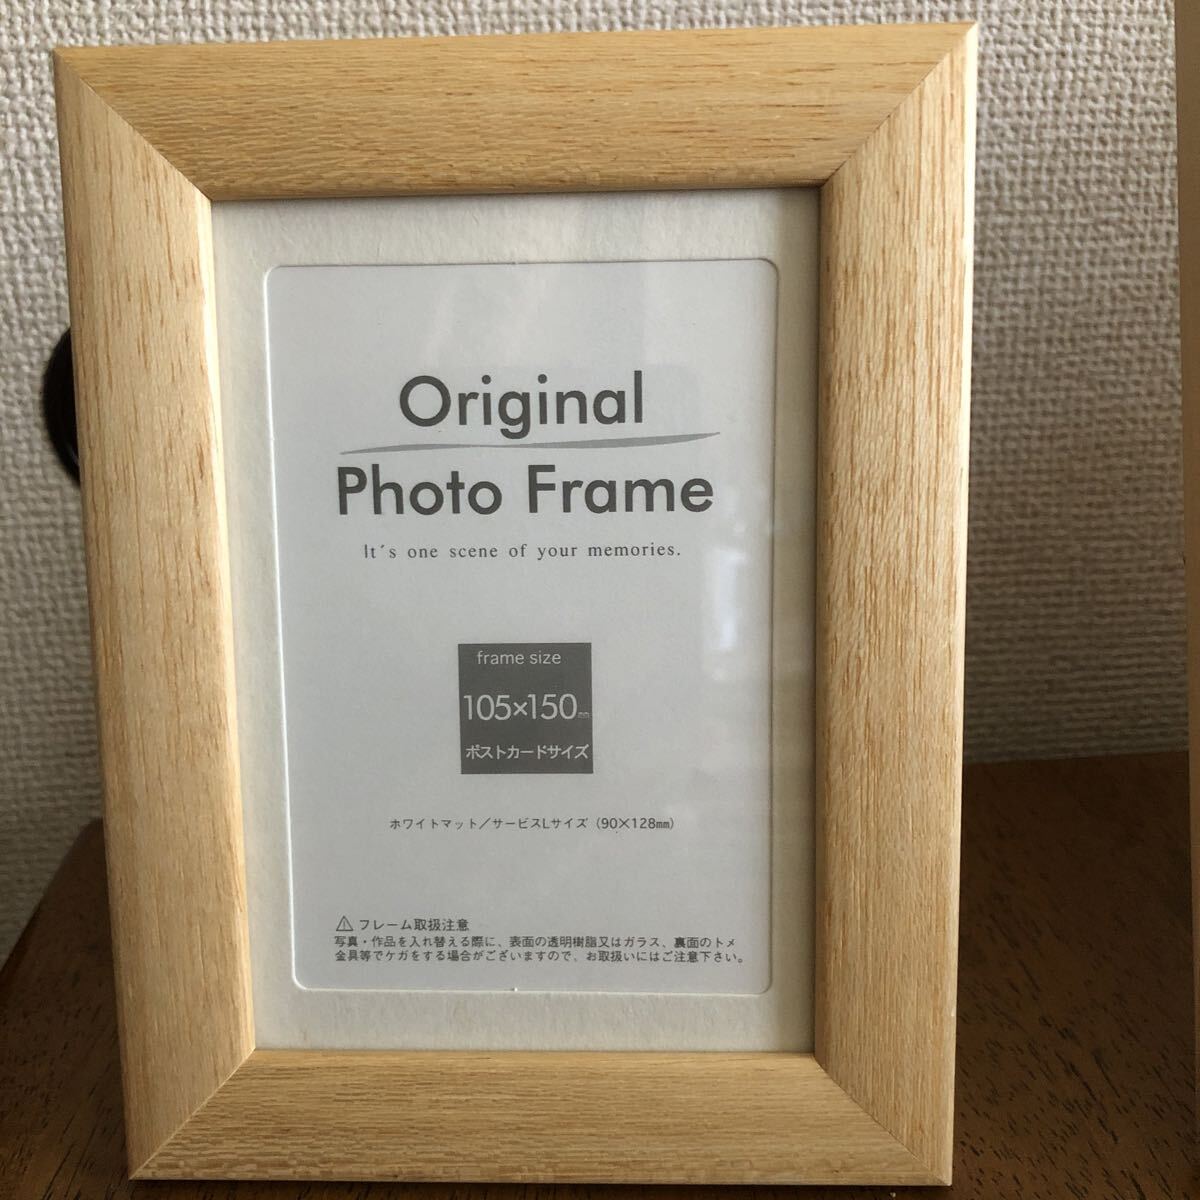 Original
Photo Frame
It´s one scene of your memories.
frame size
105×150mm
ポストカードサイズ
ホワイトマット／サービスLサイズ（90×128㎜）
⚠ フレーム取扱注意
写真・作品を入れ替える際に、表面の透明樹脂又はガラス、裏面のトメ
金具等でケガをする場合がございますので、お取扱いにはご注意下さい。